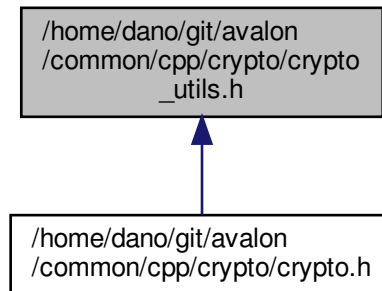 /home/dano/git/avalon
/common/cpp/crypto/crypto
_utils.h
/home/dano/git/avalon
/common/cpp/crypto/crypto.h